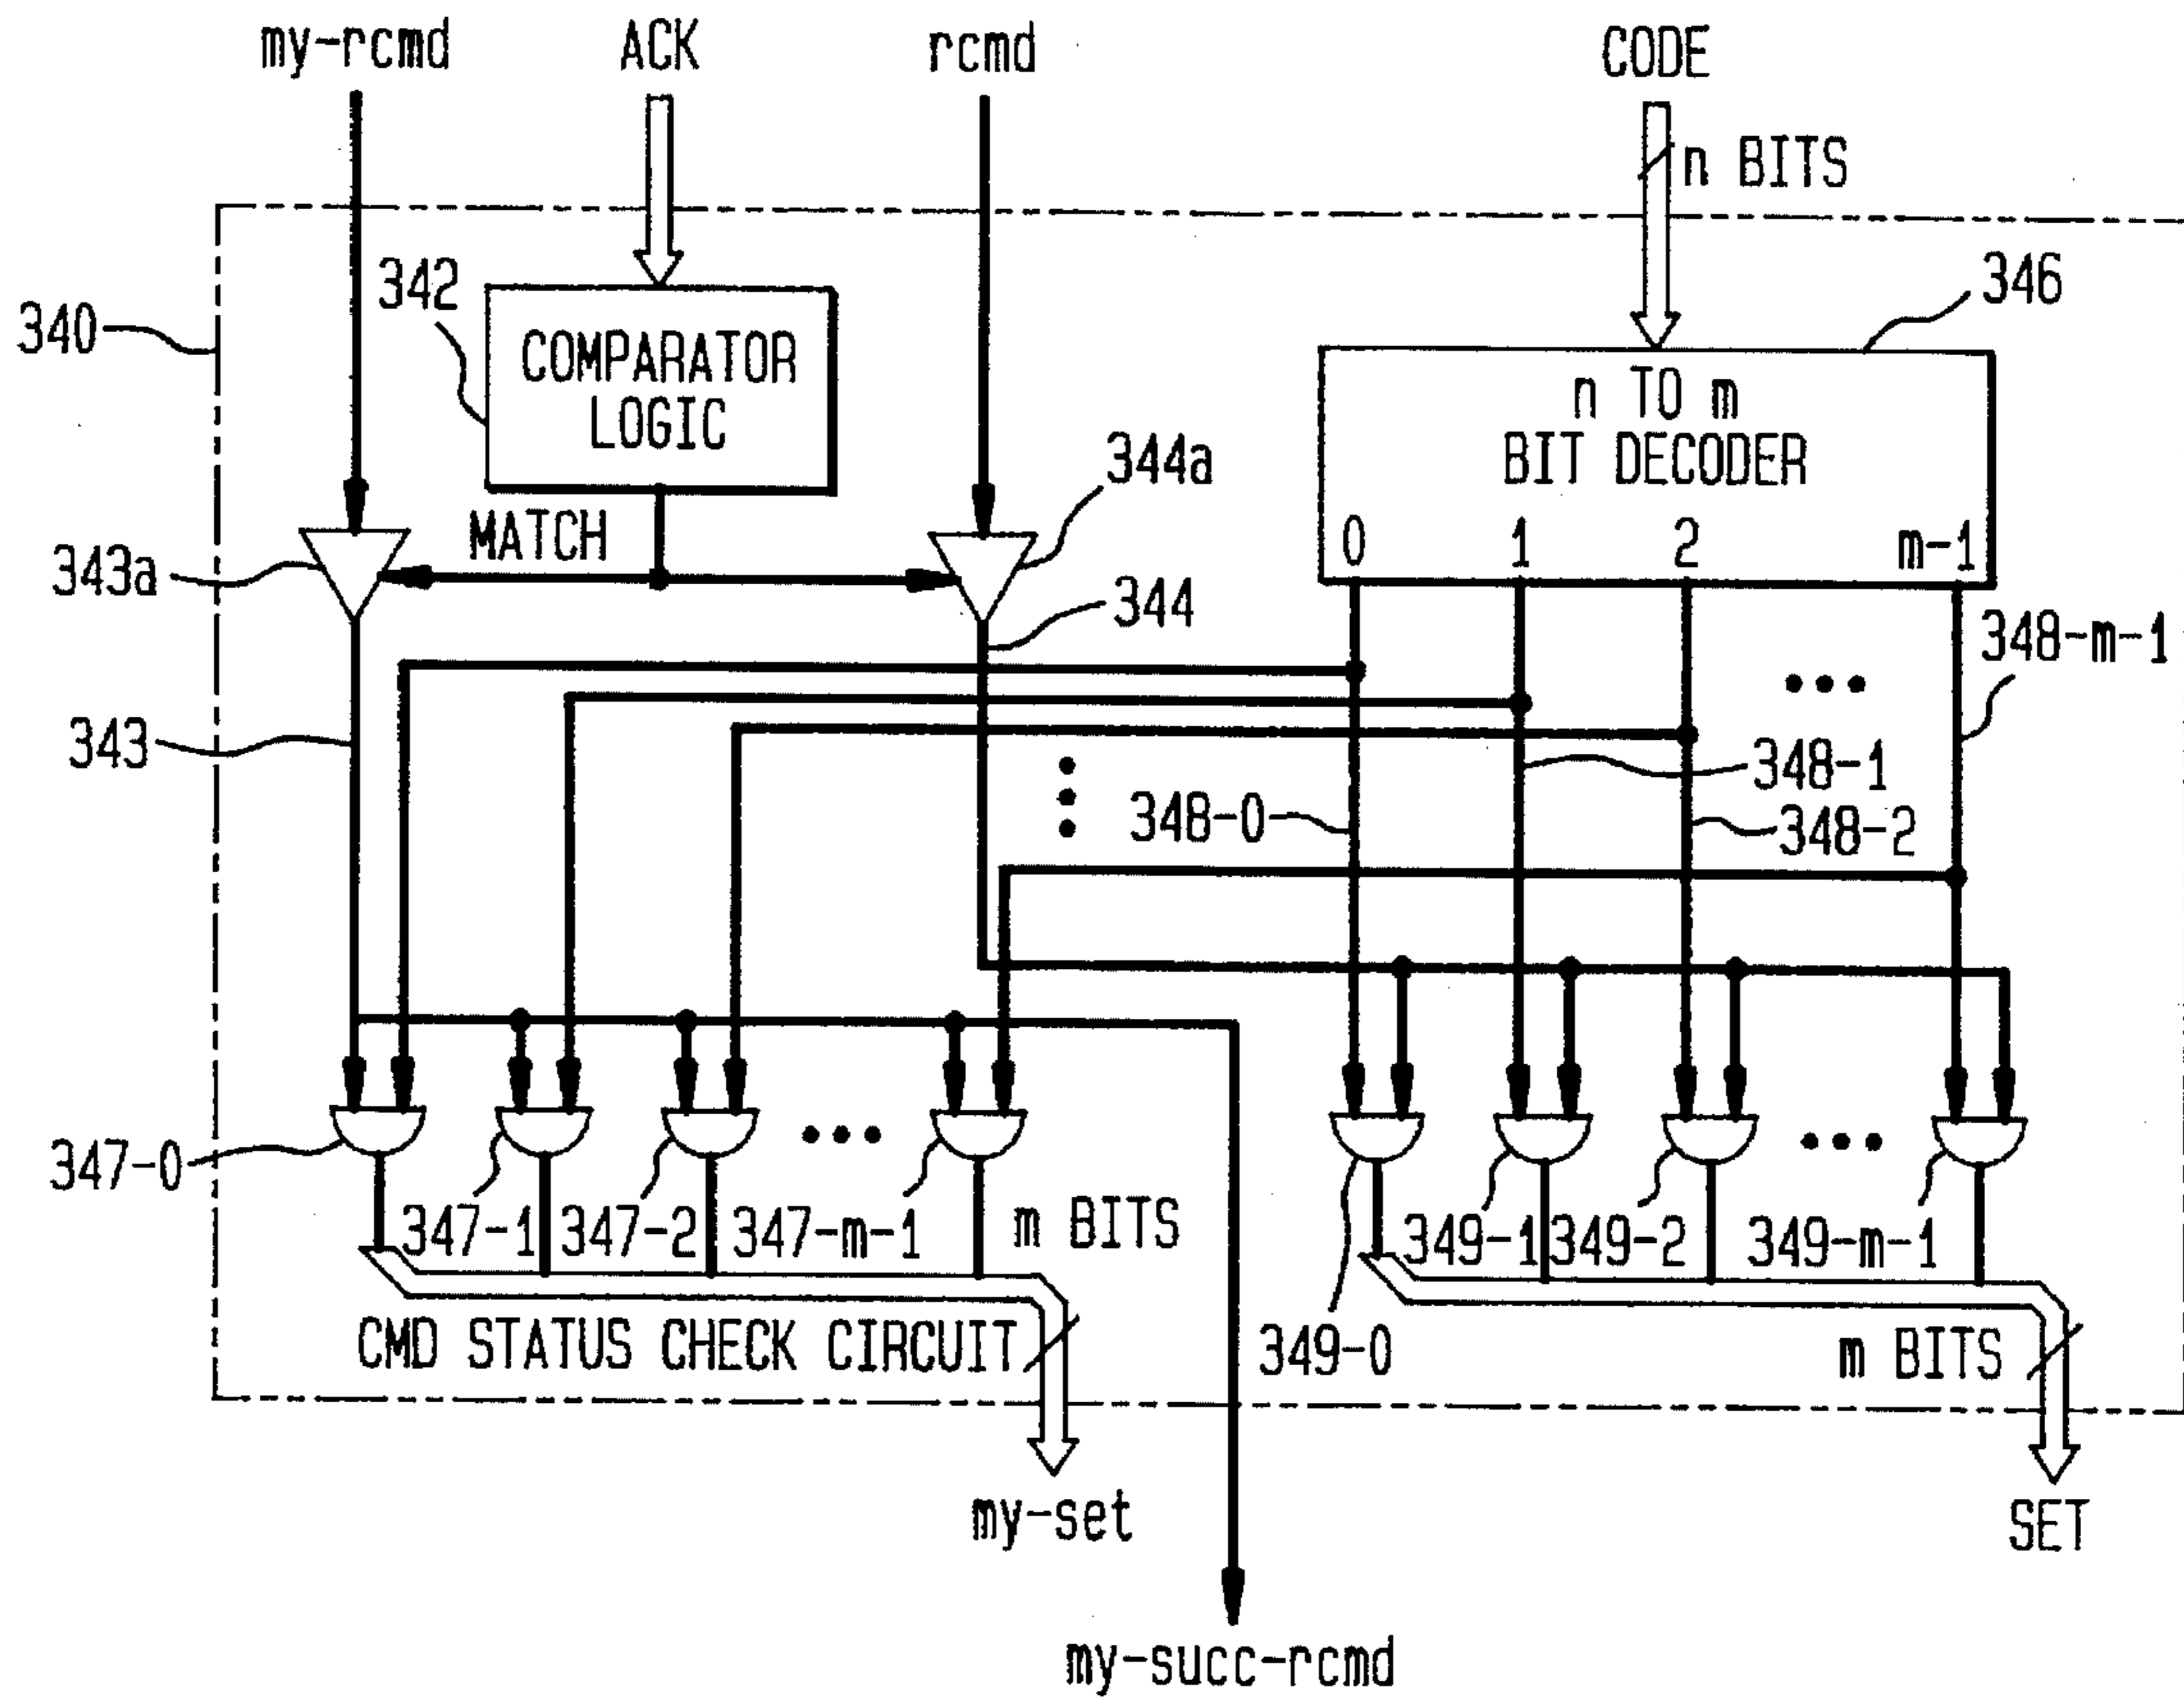 my-rcmd
ACK
rcmd
CODE
n BITS
340
342
COMPARATOR
LOGIC
346
n TO m
BIT DECODER
0
1
2
m-1
344a
MATCH
343a
344
348-m-1
343
348-1
348-0
348-2
347-0
347-1
347-2
347-m-1
m BITS
349-1
349-2
349-m-1
CMD STATUS CHECK CIRCUIT
349-0
m BITS
my-set
SET
my-succ-rcmd